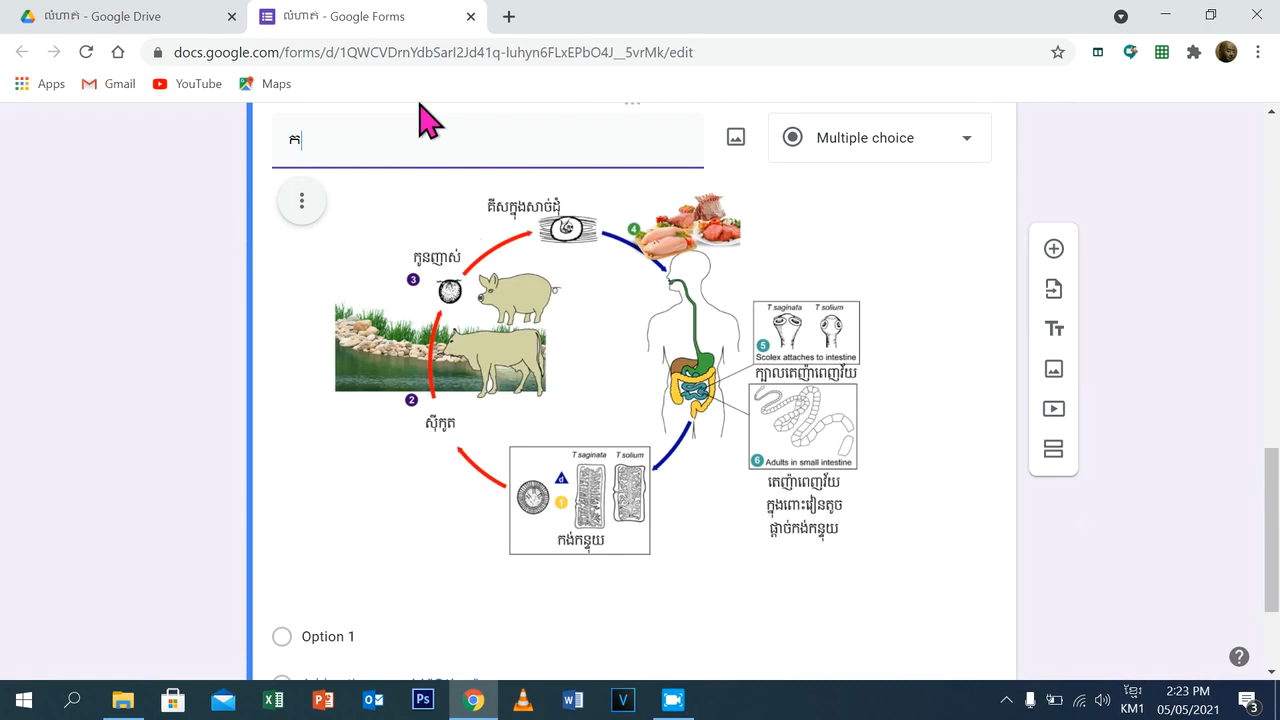 លំហាត់ - Google Drive
លំហាត់ - Google Forms
docs.google.com/forms/d/1QWCVDrnYdbSarI2Jd41q-Iuhyn6FLxEPbO4J__5vrMk/edit
Apps
Gmail
YouTube
Maps
ក
Multiple choice
គីសក្នុងសាច់ដុំ
4
កូនញាស់
3
T saginata
T solium
5
Scolex attaches to intestine
ក្បាលតេញ៉ាពេញវ័យ
2
ស៊ីកូត
6
Adults in small intestine
T saginata
T solium
d
1
កង់កន្ទុយ
តេញ៉ាពេញវ័យ
ក្នុងពោះវៀនតូច
ផ្តាច់កង់កន្ទុយ
Option 1
Ps
ខ្មែរ
KM1
2:23 PM
05/05/2021
3